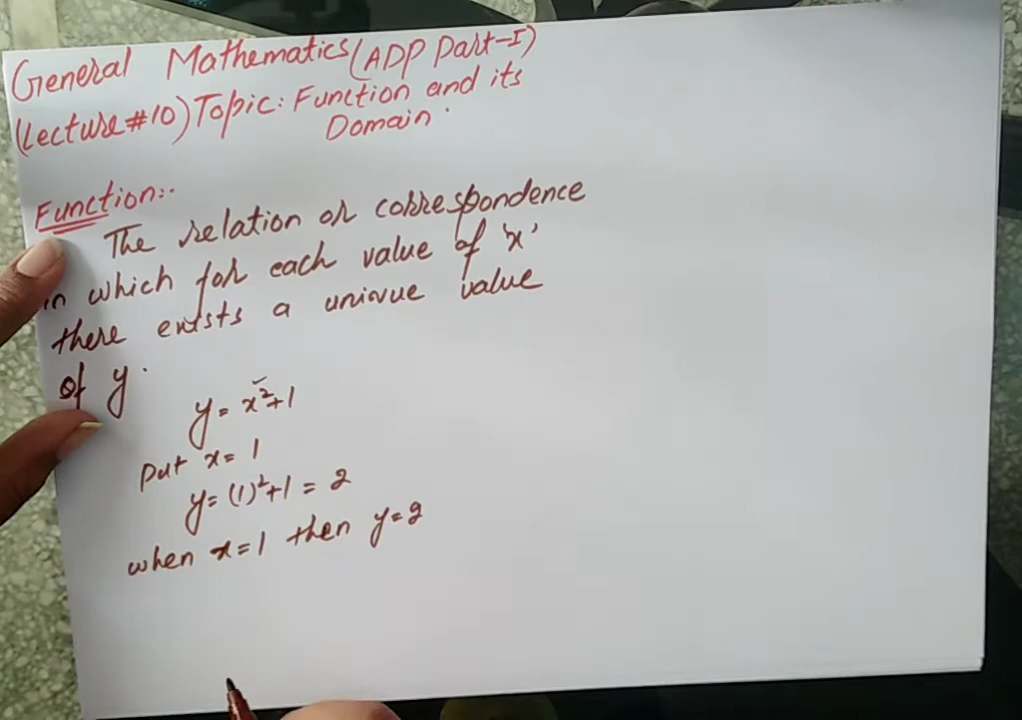 General Mathematics (ADP Part-I)
(Lecture #10) Topic: Function and its
Domain.
Function:-
The relation or correspondence
in which for each value of 'x'
there exists a unique value
of y.
y = x²+1
Put x = 1
y = (1)²+1 = 2
when x = 1 then y = 2